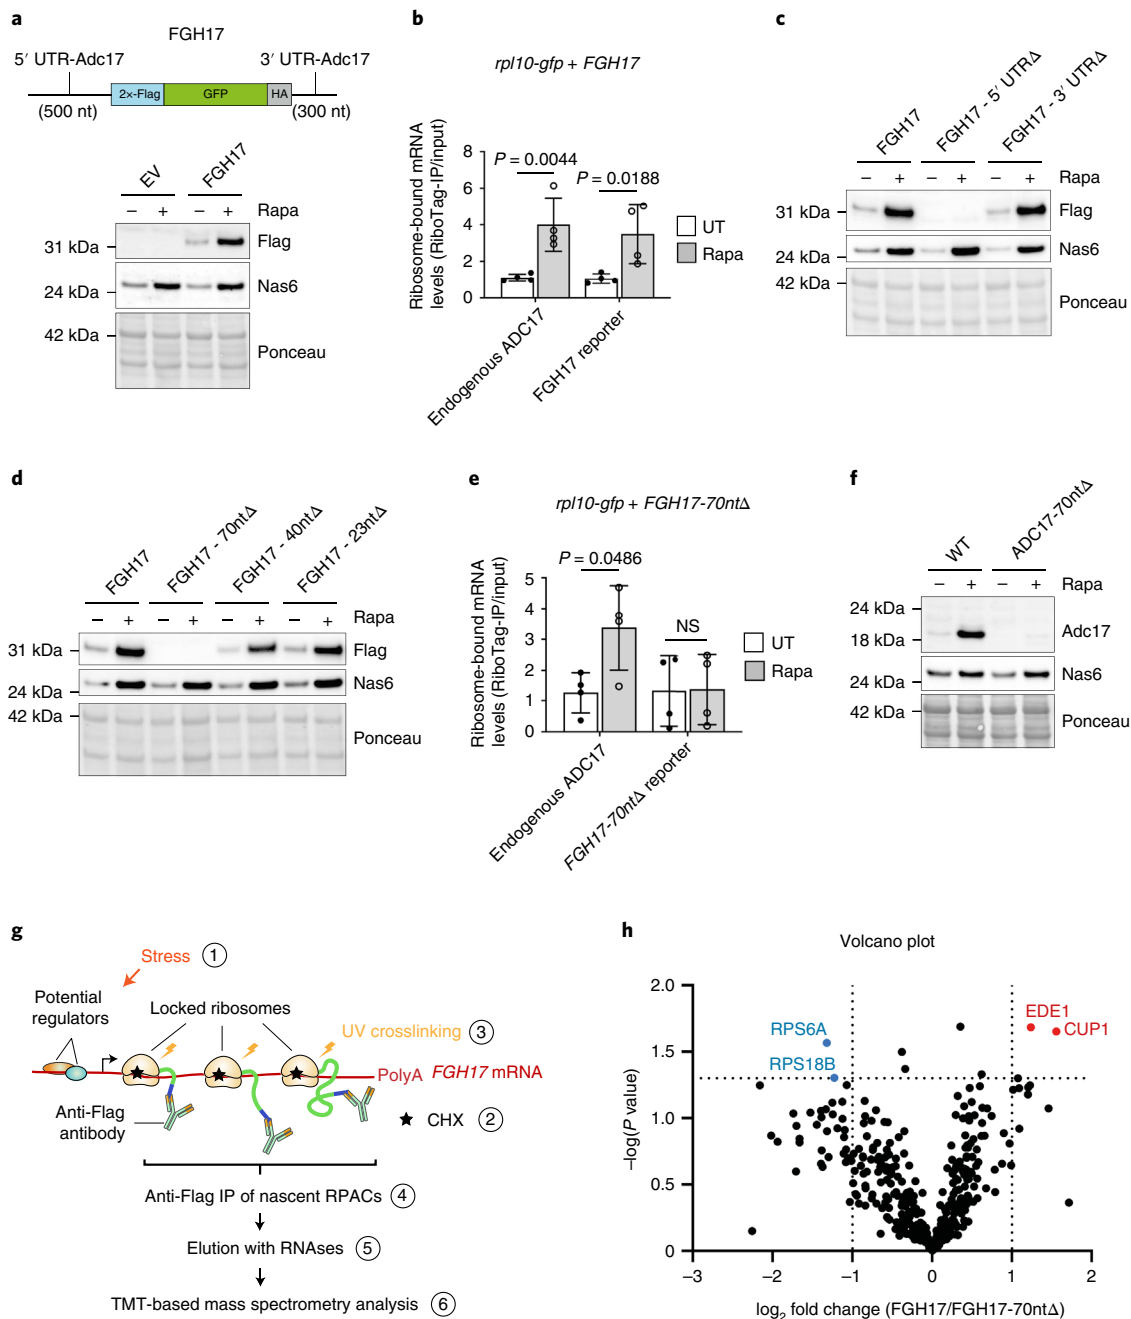 a
FGH17
5′ UTR-Adc17
3′ UTR-Adc17
2×-Flag
GFP
HA
(500 nt)
(300 nt)
EV
FGH17
– + – +
Rapa
31 kDa
Flag
24 kDa
Nas6
42 kDa
Ponceau
b
rpl10-gfp + FGH17
Ribosome-bound mRNA
levels (RiboTag-IP/input)
8
6
4
2
0
P = 0.0044
P = 0.0188
UT
Rapa
Endogenous ADC17
FGH17 reporter
c
FGH17
FGH17 - 5′ UTRΔ
FGH17 - 3′ UTRΔ
– + – + – +
Rapa
31 kDa
Flag
24 kDa
Nas6
42 kDa
Ponceau
d
FGH17
FGH17 - 70ntΔ
FGH17 - 40ntΔ
FGH17 - 23ntΔ
– + – + – + – +
Rapa
31 kDa
Flag
24 kDa
Nas6
42 kDa
Ponceau
e
rpl10-gfp + FGH17-70ntΔ
Ribosome-bound mRNA
levels (RiboTag-IP/input)
5
4
3
2
1
0
P = 0.0486
NS
UT
Rapa
Endogenous ADC17
FGH17-70ntΔ reporter
f
WT
ADC17-70ntΔ
– + – +
Rapa
24 kDa
18 kDa
Adc17
24 kDa
Nas6
42 kDa
Ponceau
g
Stress 1
Potential
regulators
Locked ribosomes
UV crosslinking 3
PolyA FGH17 mRNA
Anti-Flag
antibody
CHX 2
Anti-Flag IP of nascent RPACs 4
Elution with RNAses 5
TMT-based mass spectrometry analysis 6
h
Volcano plot
–log(P value)
2.0
1.5
1.0
0.5
0
RPS6A
RPS18B
EDE1
CUP1
–3 –2 –1 0 1 2
log2 fold change (FGH17/FGH17-70ntΔ)